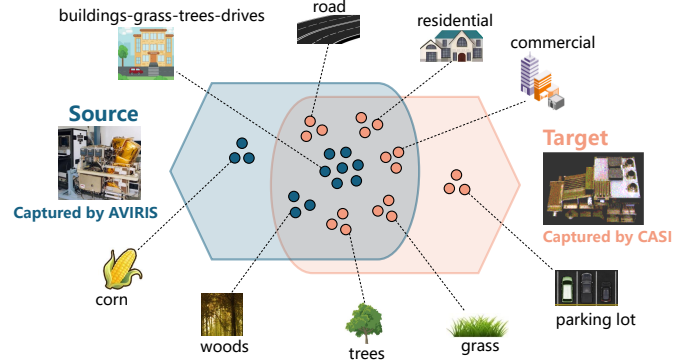 road
buildings-grass-trees-drives
residential
commercial
Source
Target
Captured by AVIRIS
Captured by CASI
corn
parking lot
woods
trees
grass